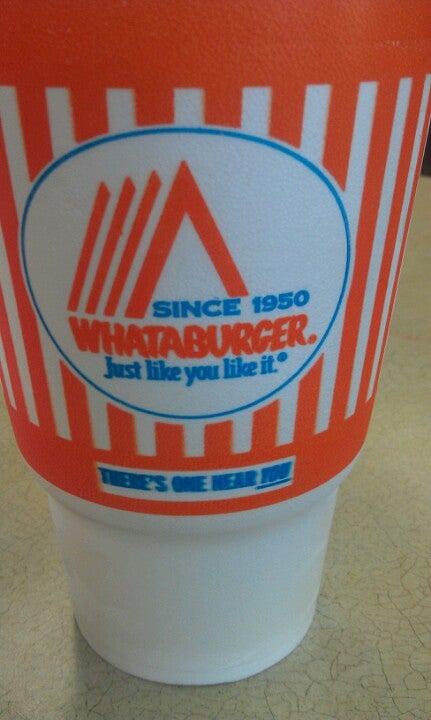 SINCE 1950
WHATABURGER.
Just like you like it.®
THERE'S ONE NEAR YOU